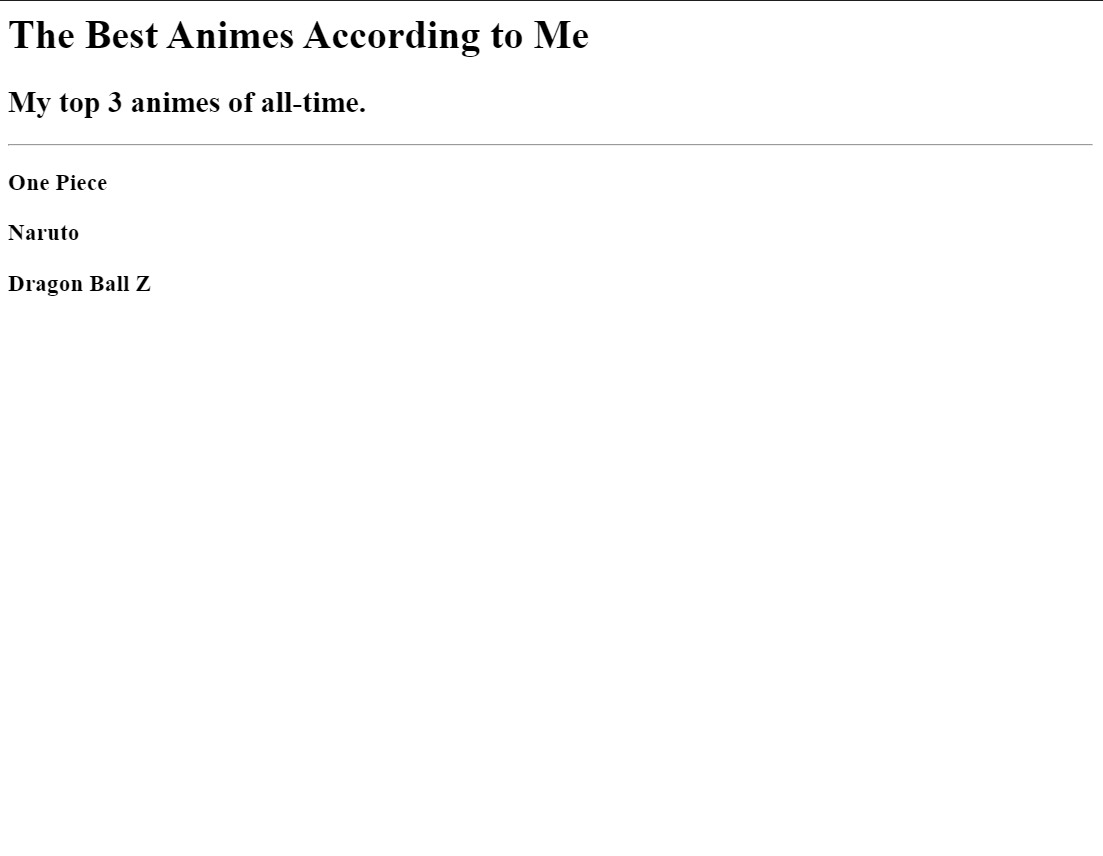 The Best Animes According to Me
My top 3 animes of all-time.
One Piece
Naruto
Dragon Ball Z